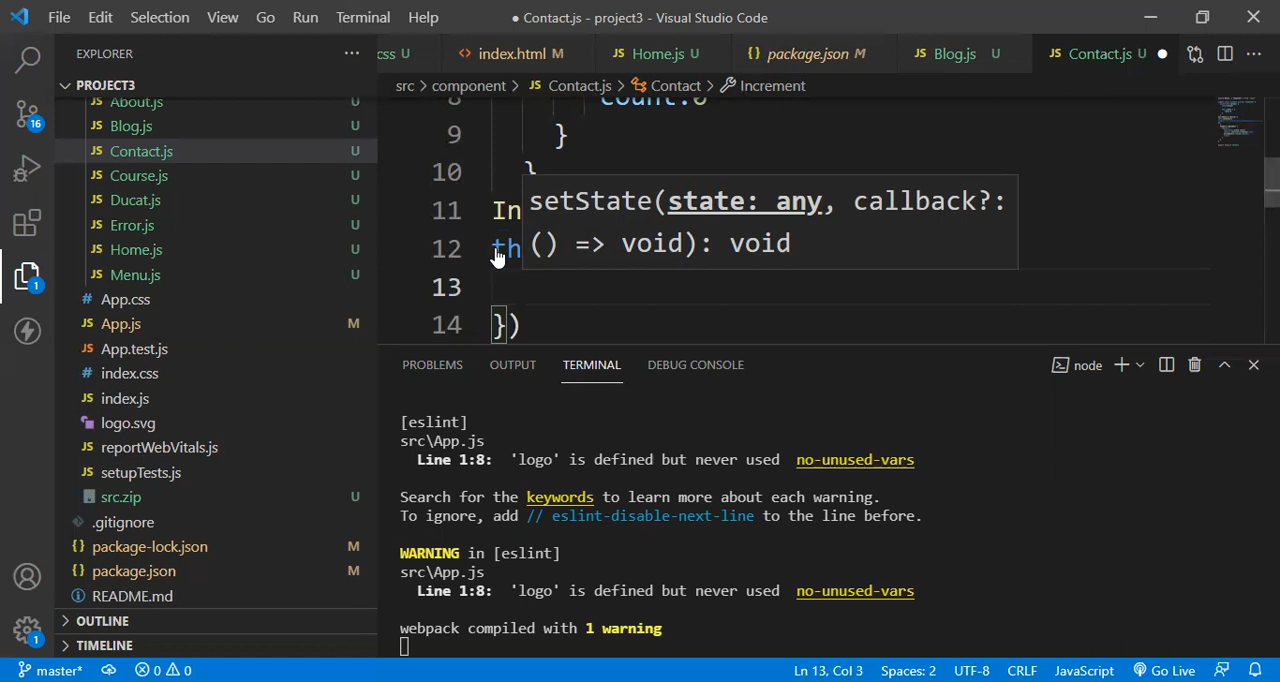 File Edit Selection View Go Run Terminal Help
● Contact.js - project3 - Visual Studio Code
EXPLORER
PROJECT3
About.js U
Blog.js U
Contact.js U
Course.js U
Ducat.js U
Error.js U
Home.js U
Menu.js U
App.css
App.js M
App.test.js
index.css
index.js
logo.svg
reportWebVitals.js
setupTests.js
src.zip U
.gitignore
package-lock.json M
package.json M
README.md
OUTLINE
TIMELINE
16
1
1
css U index.html M Home.js U package.json M Blog.js U Contact.js U ●
src > component > Contact.js > Contact > Increment
8 count:0
9 }
10 }
11 In
12 th
13
14 })
setState(state: any, callback?:
() => void): void
PROBLEMS OUTPUT TERMINAL DEBUG CONSOLE
node
[eslint]
src\App.js
Line 1:8: 'logo' is defined but never used no-unused-vars
Search for the keywords to learn more about each warning.
To ignore, add // eslint-disable-next-line to the line before.
WARNING in [eslint]
src\App.js
Line 1:8: 'logo' is defined but never used no-unused-vars
webpack compiled with 1 warning
master* 0 0 Ln 13, Col 3 Spaces: 2 UTF-8 CRLF JavaScript Go Live